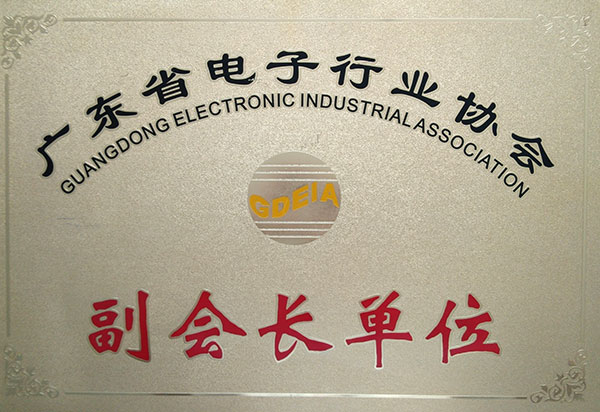 广东省电子行业协会
GUANGDONG ELECTRONIC INDUSTRIAL ASSOCIATION
GDEIA
副会长单位